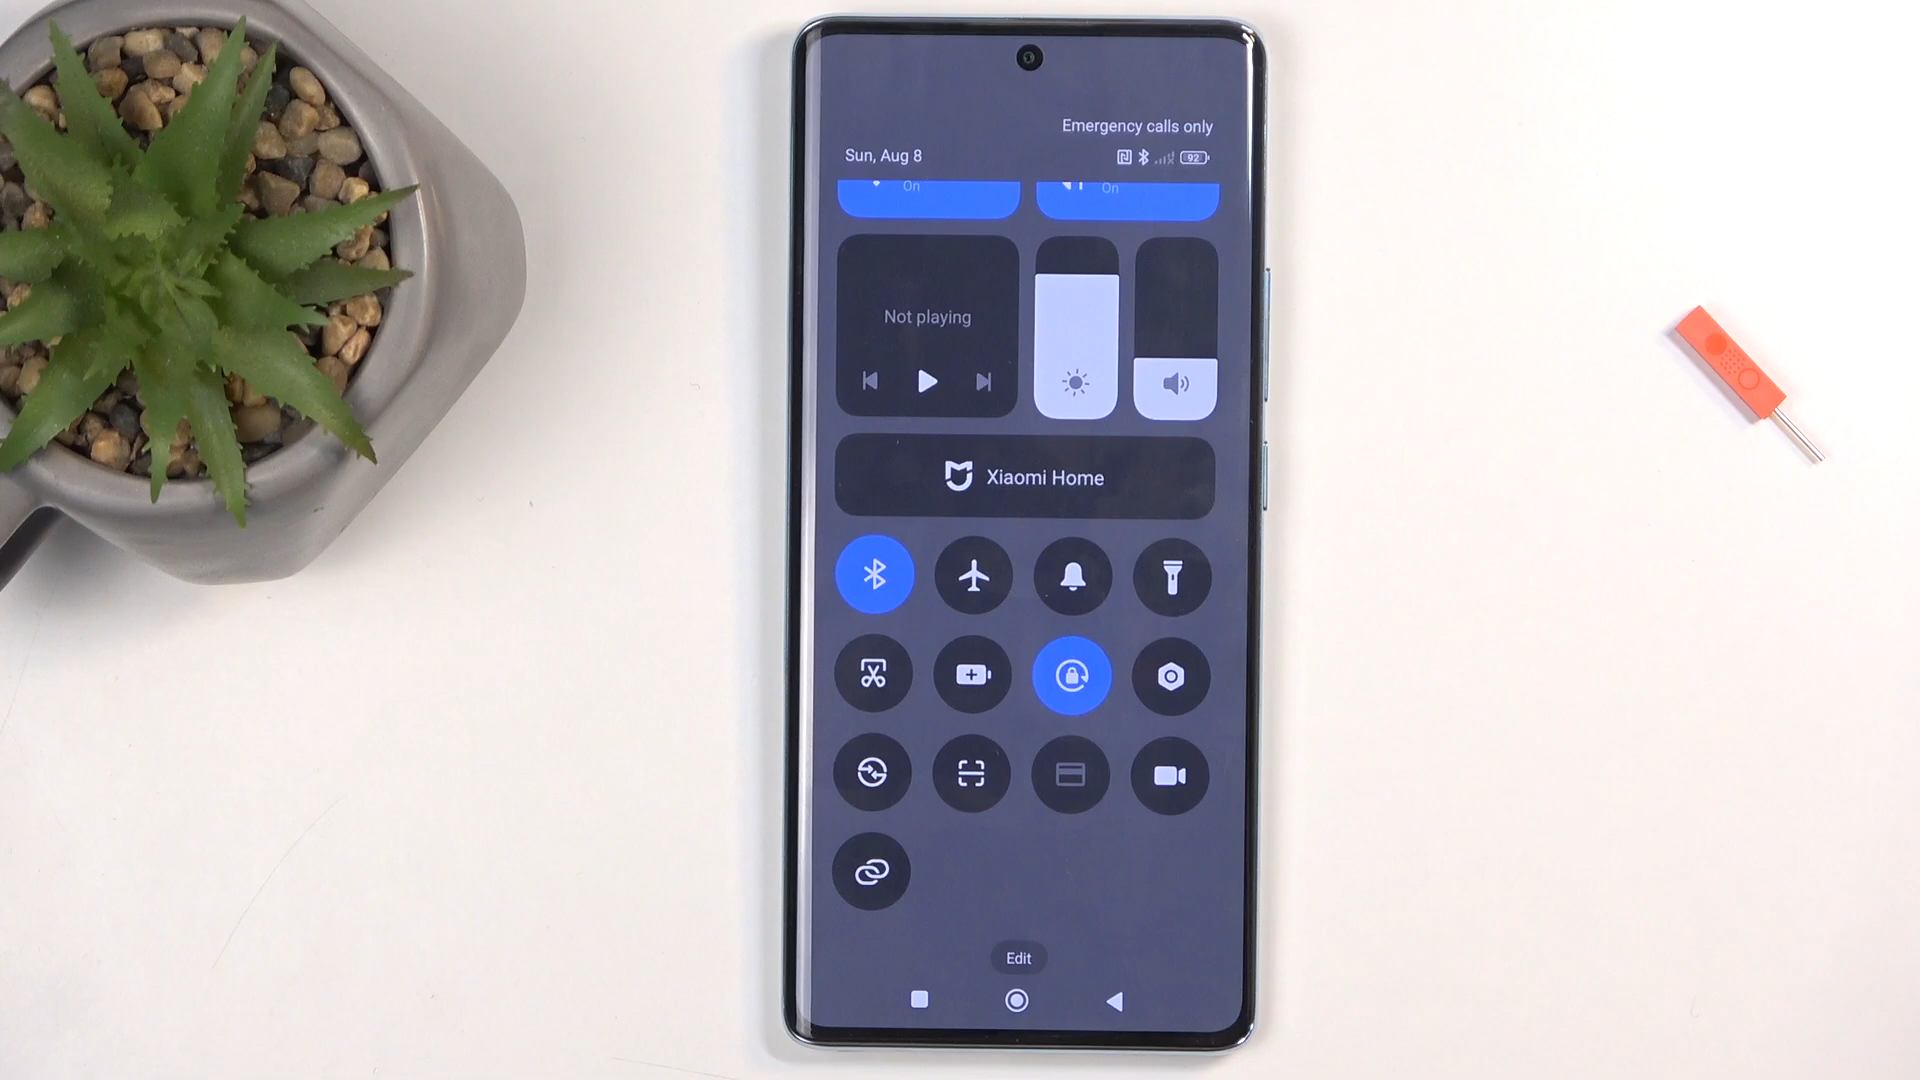 Emergency calls only
Sun, Aug 8
92
On
On
Not playing
Xiaomi Home
Edit